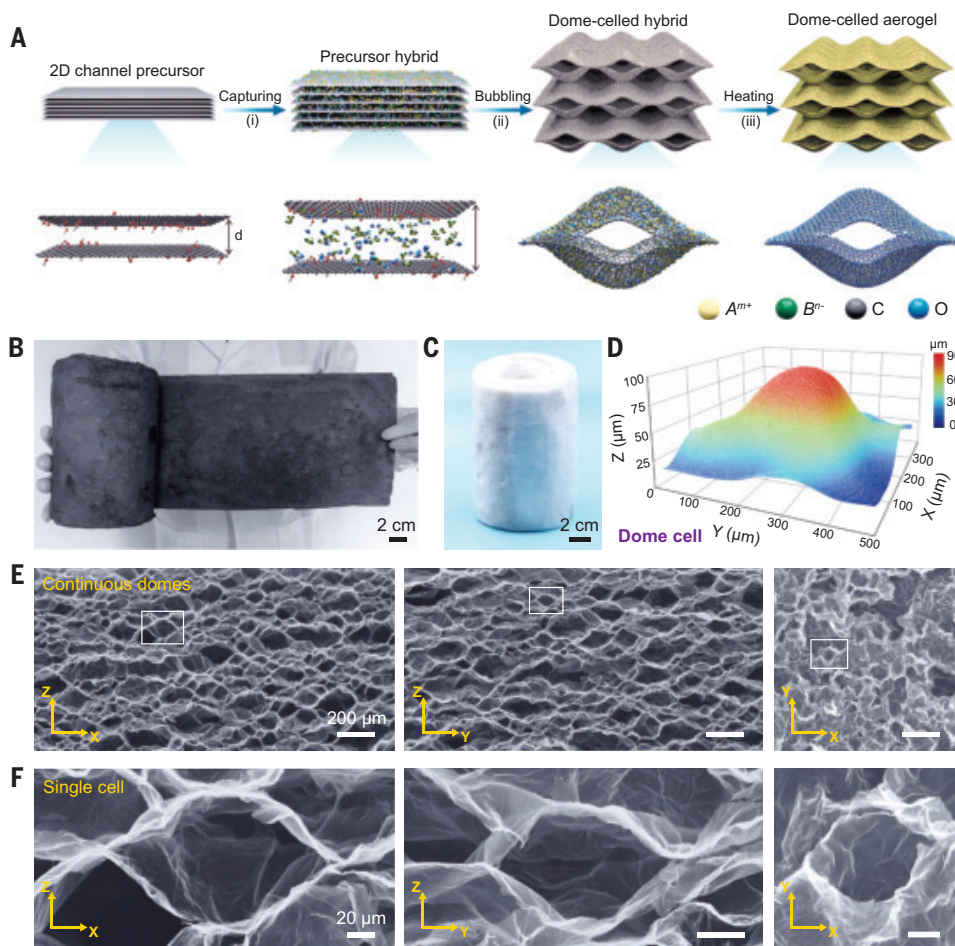 A
2D channel precursor
Capturing
(i)
Precursor hybrid
Bubbling
(ii)
Dome-celled hybrid
Heating
(iii)
Dome-celled aerogel
d
Aᵐ⁺
Bⁿ⁻
C
O
B
2 cm
C
2 cm
D
µm
90
60
30
0
100
75
50
25
Z (µm)
0
100
200
300
400
500
Y (µm)
100
200
300
X (µm)
Dome cell
E
Continuous domes
Z
X
200 µm
Z
Y
Y
X
F
Single cell
Z
X
20 µm
Z
Y
Y
X